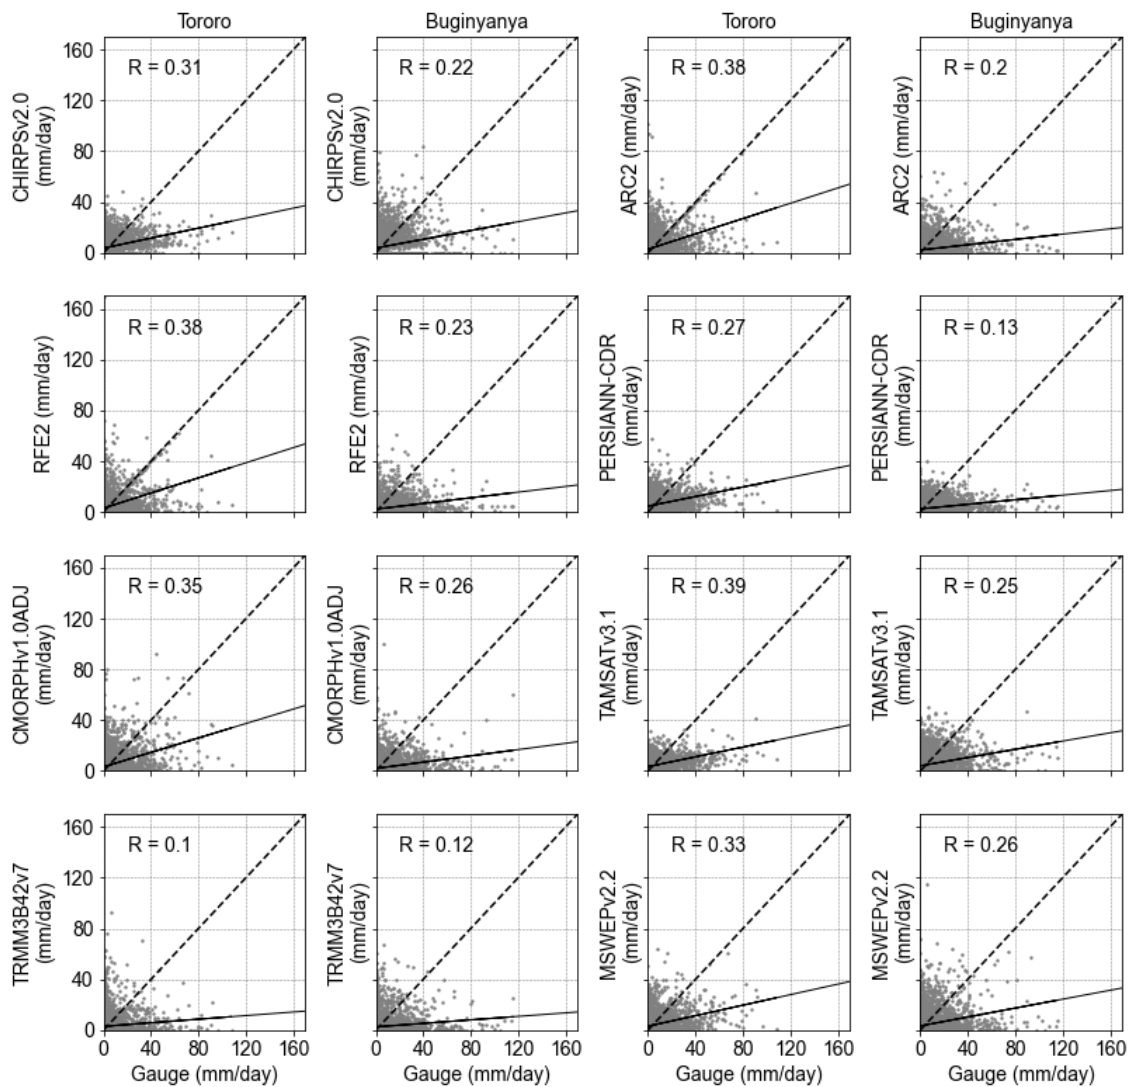 Tororo
Buginyanya
Tororo
Buginyanya
CHIRPSv2.0
(mm/day)
160
120
80
40
0
R = 0.31
CHIRPSv2.0
(mm/day)
R = 0.22
ARC2 (mm/day)
R = 0.38
ARC2 (mm/day)
R = 0.2
RFE2 (mm/day)
160
120
80
40
0
R = 0.38
RFE2 (mm/day)
R = 0.23
PERSIANN-CDR
(mm/day)
R = 0.27
PERSIANN-CDR
(mm/day)
R = 0.13
CMORPHv1.0ADJ
(mm/day)
160
120
80
40
0
R = 0.35
CMORPHv1.0ADJ
(mm/day)
R = 0.26
TAMSATv3.1
(mm/day)
R = 0.39
TAMSATv3.1
(mm/day)
R = 0.25
TRMM3B42v7
(mm/day)
160
120
80
40
0
R = 0.1
TRMM3B42v7
(mm/day)
R = 0.12
MSWEPv2.2
(mm/day)
R = 0.33
MSWEPv2.2
(mm/day)
R = 0.26
0 40 80 120 160
0 40 80 120 160
0 40 80 120 160
0 40 80 120 160
Gauge (mm/day)
Gauge (mm/day)
Gauge (mm/day)
Gauge (mm/day)